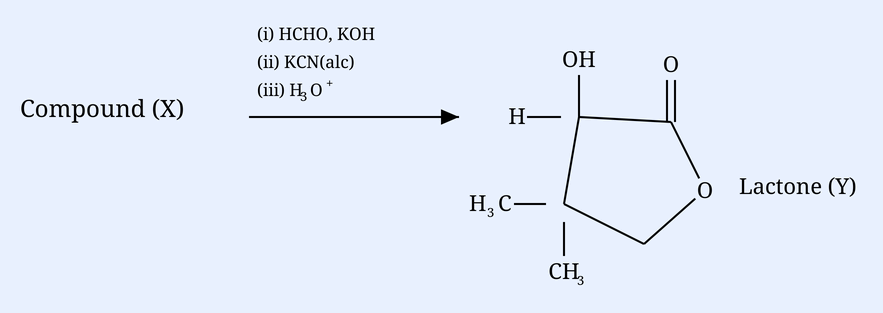 (i) HCHO, KOH
(ii) KCN(alc)
(iii) H₃O⁺
Compound (X)
OH
O
H
O
Lactone (Y)
H₃C
CH₃